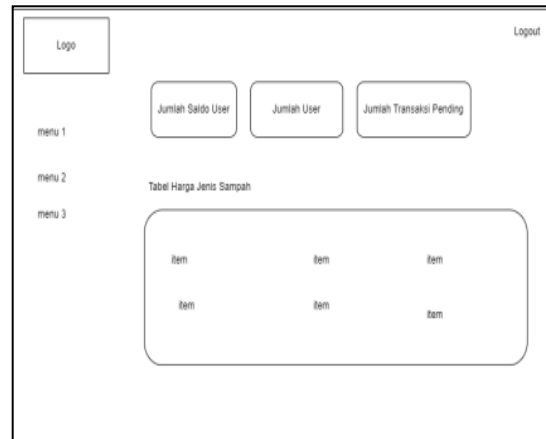 Logo
Logout
Jumlah Saldo User
Jumlah User
Jumlah Transaksi Pending
menu 1
menu 2
menu 3
Tabel Harga Jenis Sampah
item item item
item item item